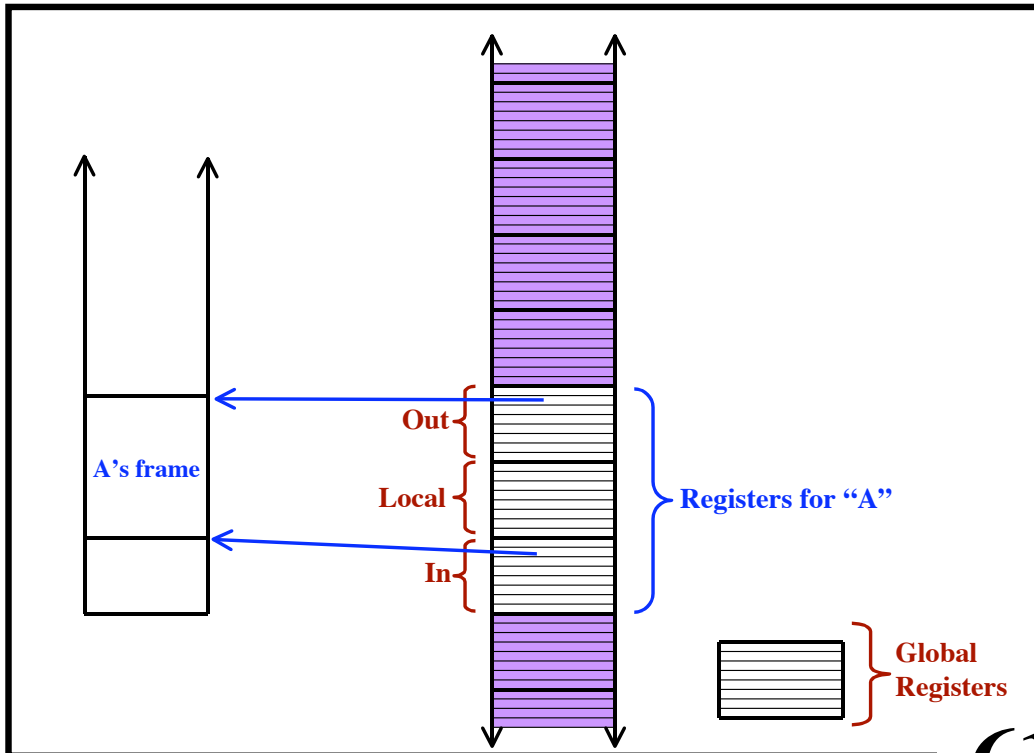 Out
A’s frame
Local
Registers for “A”
In
Global
Registers